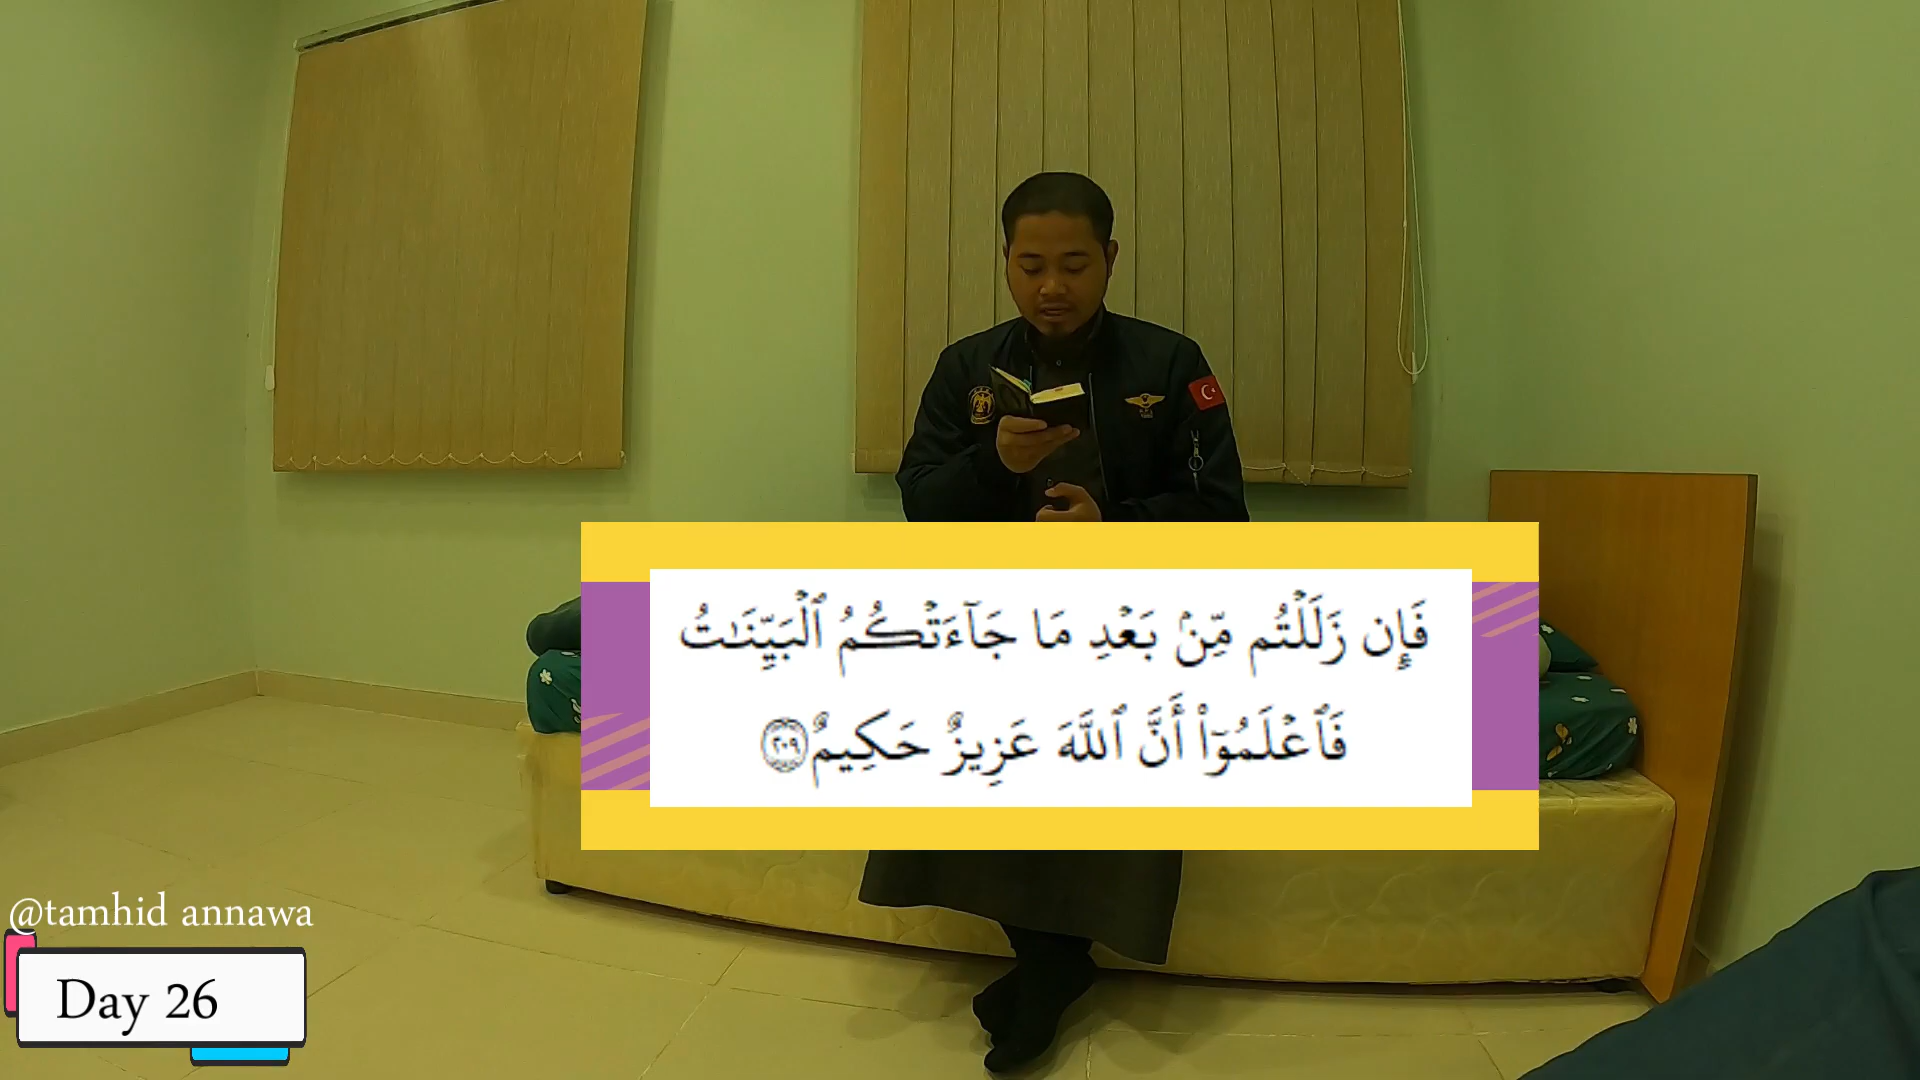 فَإِن زَلَلْتُم مِّنۢ بَعْدِ مَا جَآءَتْكُمُ ٱلْبَيِّنَـٰتُ
فَٱعْلَمُوٓا۟ أَنَّ ٱللَّهَ عَزِيزٌ حَكِيمٌ ٢٠٩
@tamhid annawa
Day 26